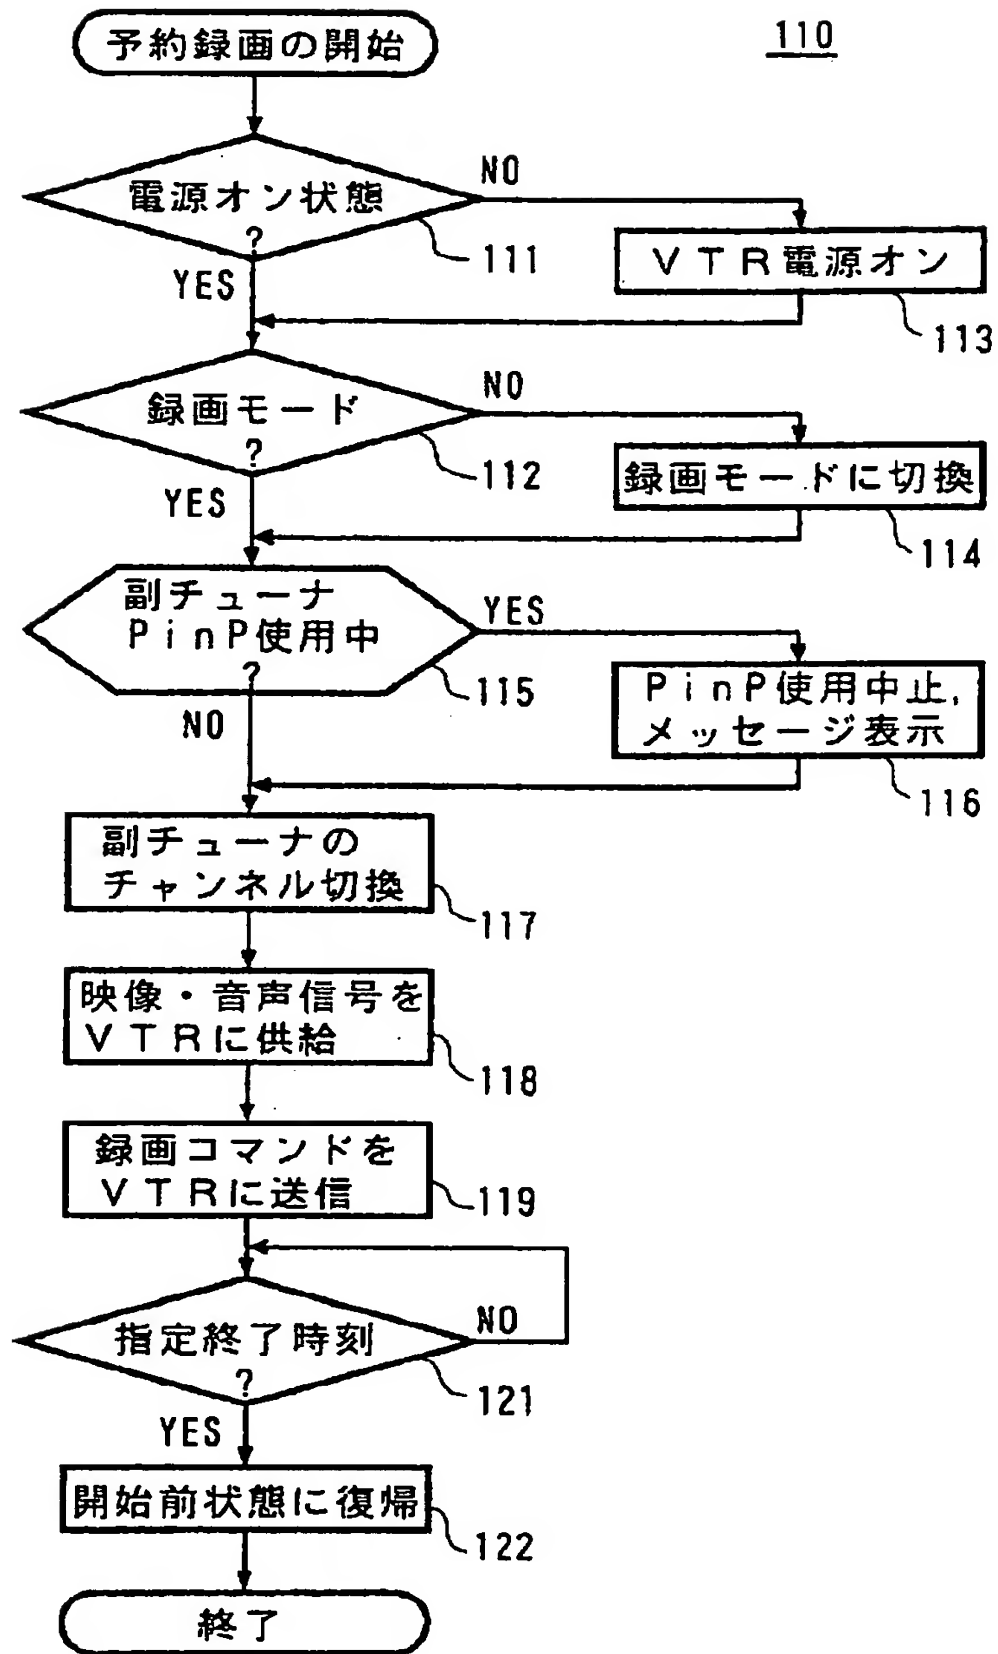 110
予約録画の開始
電源オン状態
?
NO
111
YES
VTR電源オン
113
録画モード
?
NO
112
YES
録画モードに切換
114
副チューナ
PinP使用中
?
YES
115
NO
PinP使用中止,
メッセージ表示
116
副チューナの
チャンネル切換
117
映像・音声信号を
VTRに供給
118
録画コマンドを
VTRに送信
119
指定終了時刻
?
NO
121
YES
開始前状態に復帰
122
終了